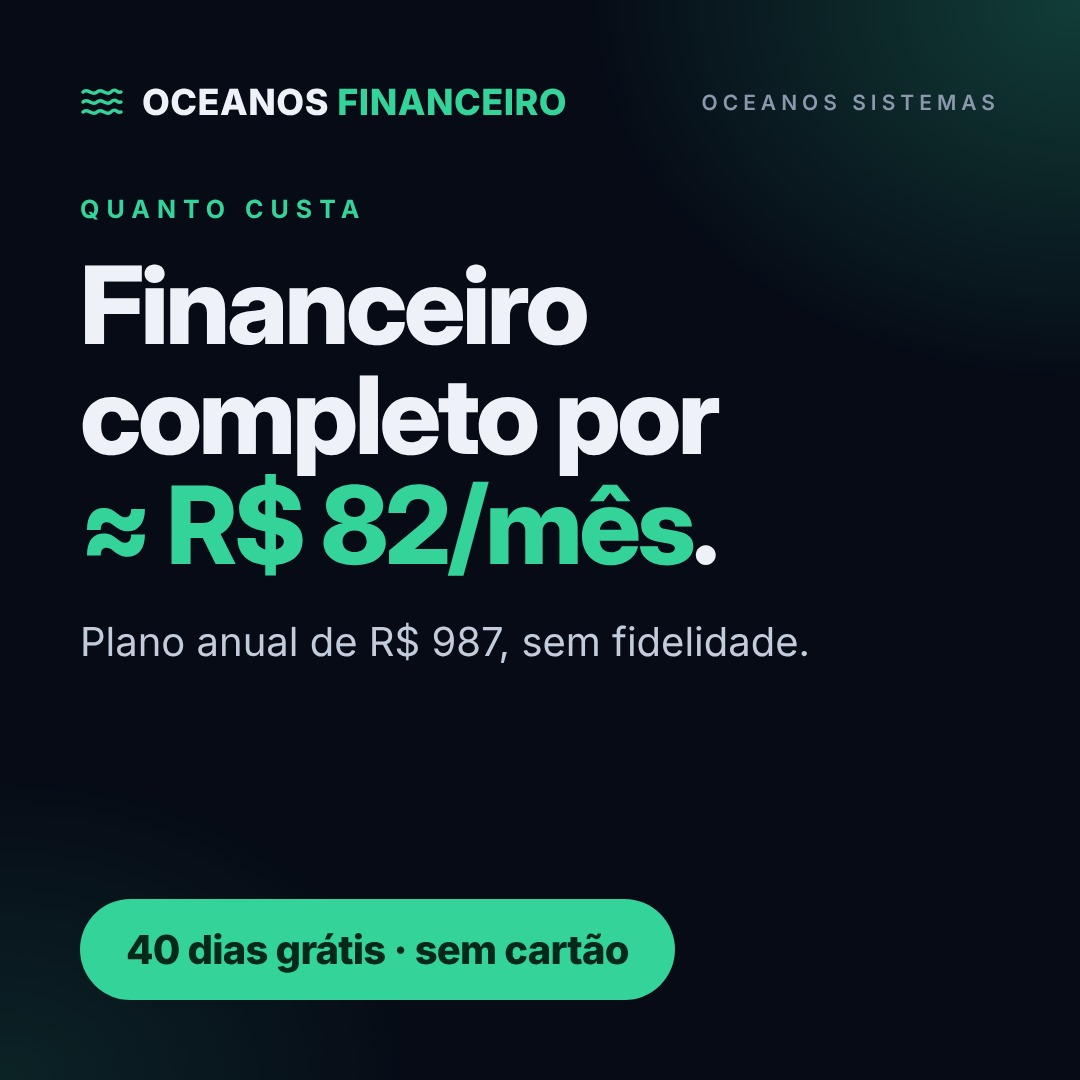 OCEANOS FINANCEIRO
OCEANOS SISTEMAS
QUANTO CUSTA
Financeiro
completo por
≈ R$ 82/mês.
Plano anual de R$ 987, sem fidelidade.
40 dias grátis · sem cartão